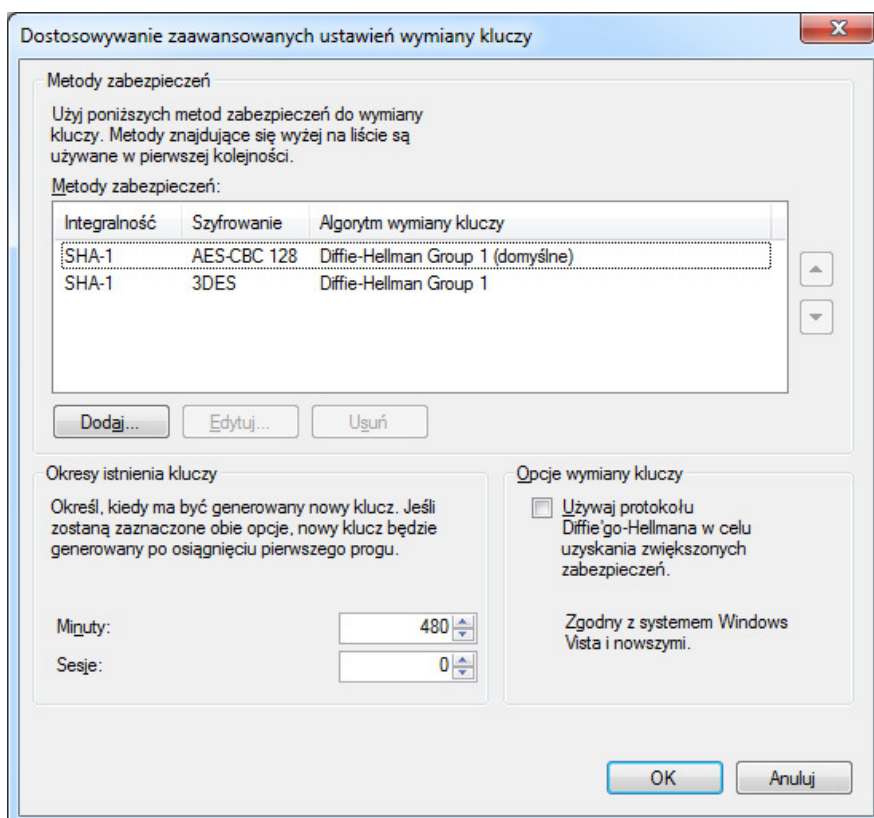 Dostosowywanie zaawansowanych ustawień wymiany kluczy
Metody zabezpieczeń
Użyj poniższych metod zabezpieczeń do wymiany
kluczy. Metody znajdujące się wyżej na liście są
używane w pierwszej kolejności.
Metody zabezpieczeń:
Integralność Szyfrowanie Algorytm wymiany kluczy
SHA-1 AES-CBC 128 Diffie-Hellman Group 1 (domyślne)
SHA-1 3DES Diffie-Hellman Group 1
Dodaj... Edytuj... Usuń
Okresy istnienia kluczy
Określ, kiedy ma być generowany nowy klucz. Jeśli
zostaną zaznaczone obie opcje, nowy klucz będzie
generowany po osiągnięciu pierwszego progu.
Minuty: 480
Sesje: 0
Opcje wymiany kluczy
Używaj protokołu
Diffie'go-Hellmana w celu
uzyskania zwiększonych
zabezpieczeń.
Zgodny z systemem Windows
Vista i nowszymi.
OK Anuluj